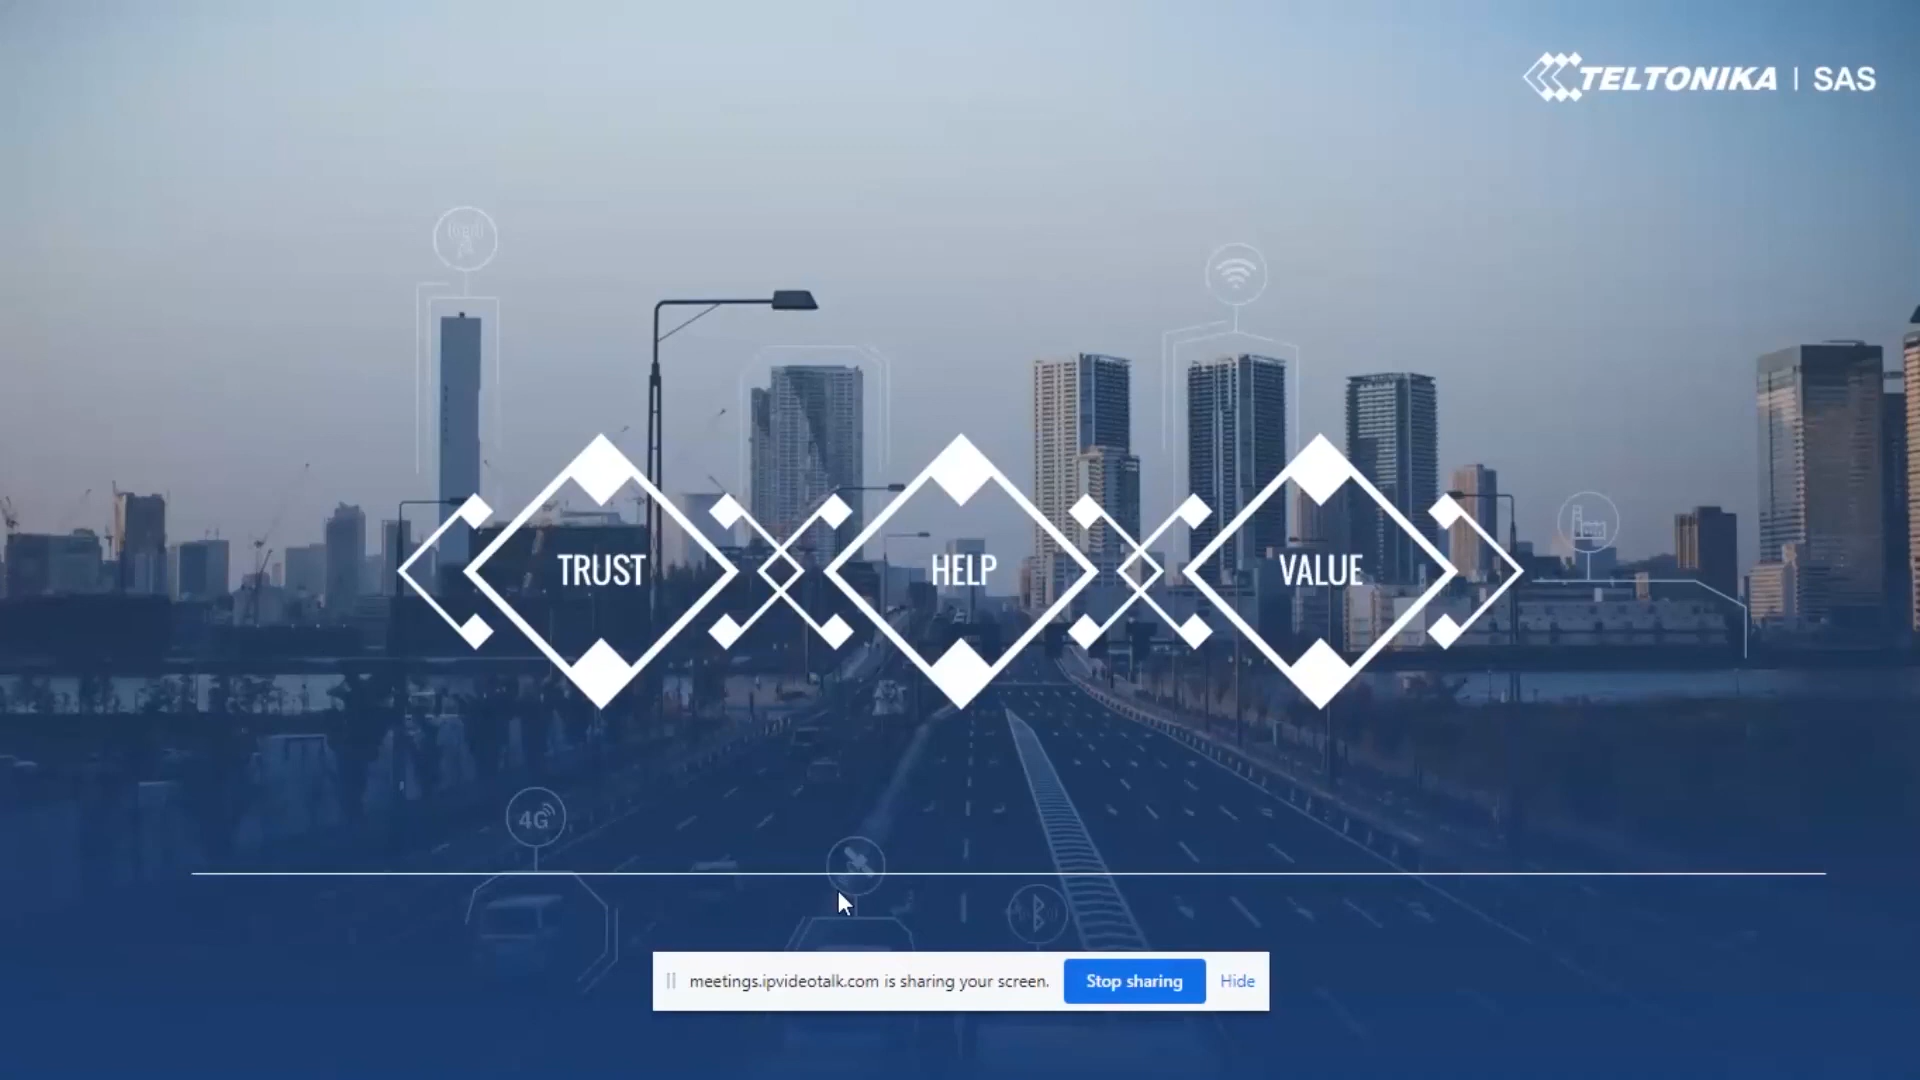 TELTONIKA | SAS
TRUST
HELP
VALUE
4G
meetings.ipvideotalk.com is sharing your screen.
Stop sharing
Hide